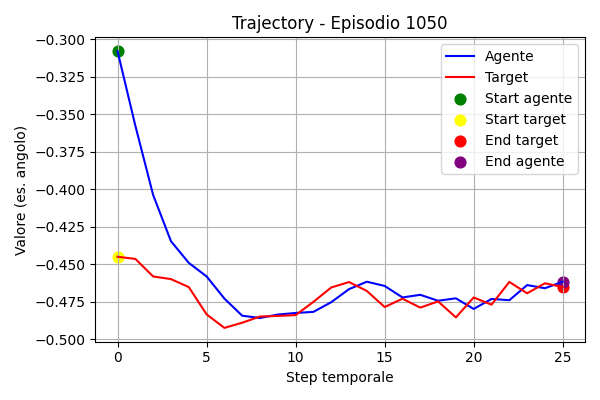 Trajectory - Episodio 1050
Valore (es. angolo)
−0.300
−0.325
−0.350
−0.375
−0.400
−0.425
−0.450
−0.475
−0.500
Agente
Target
Start agente
Start target
End target
End agente
0
5
10
15
20
25
Step temporale